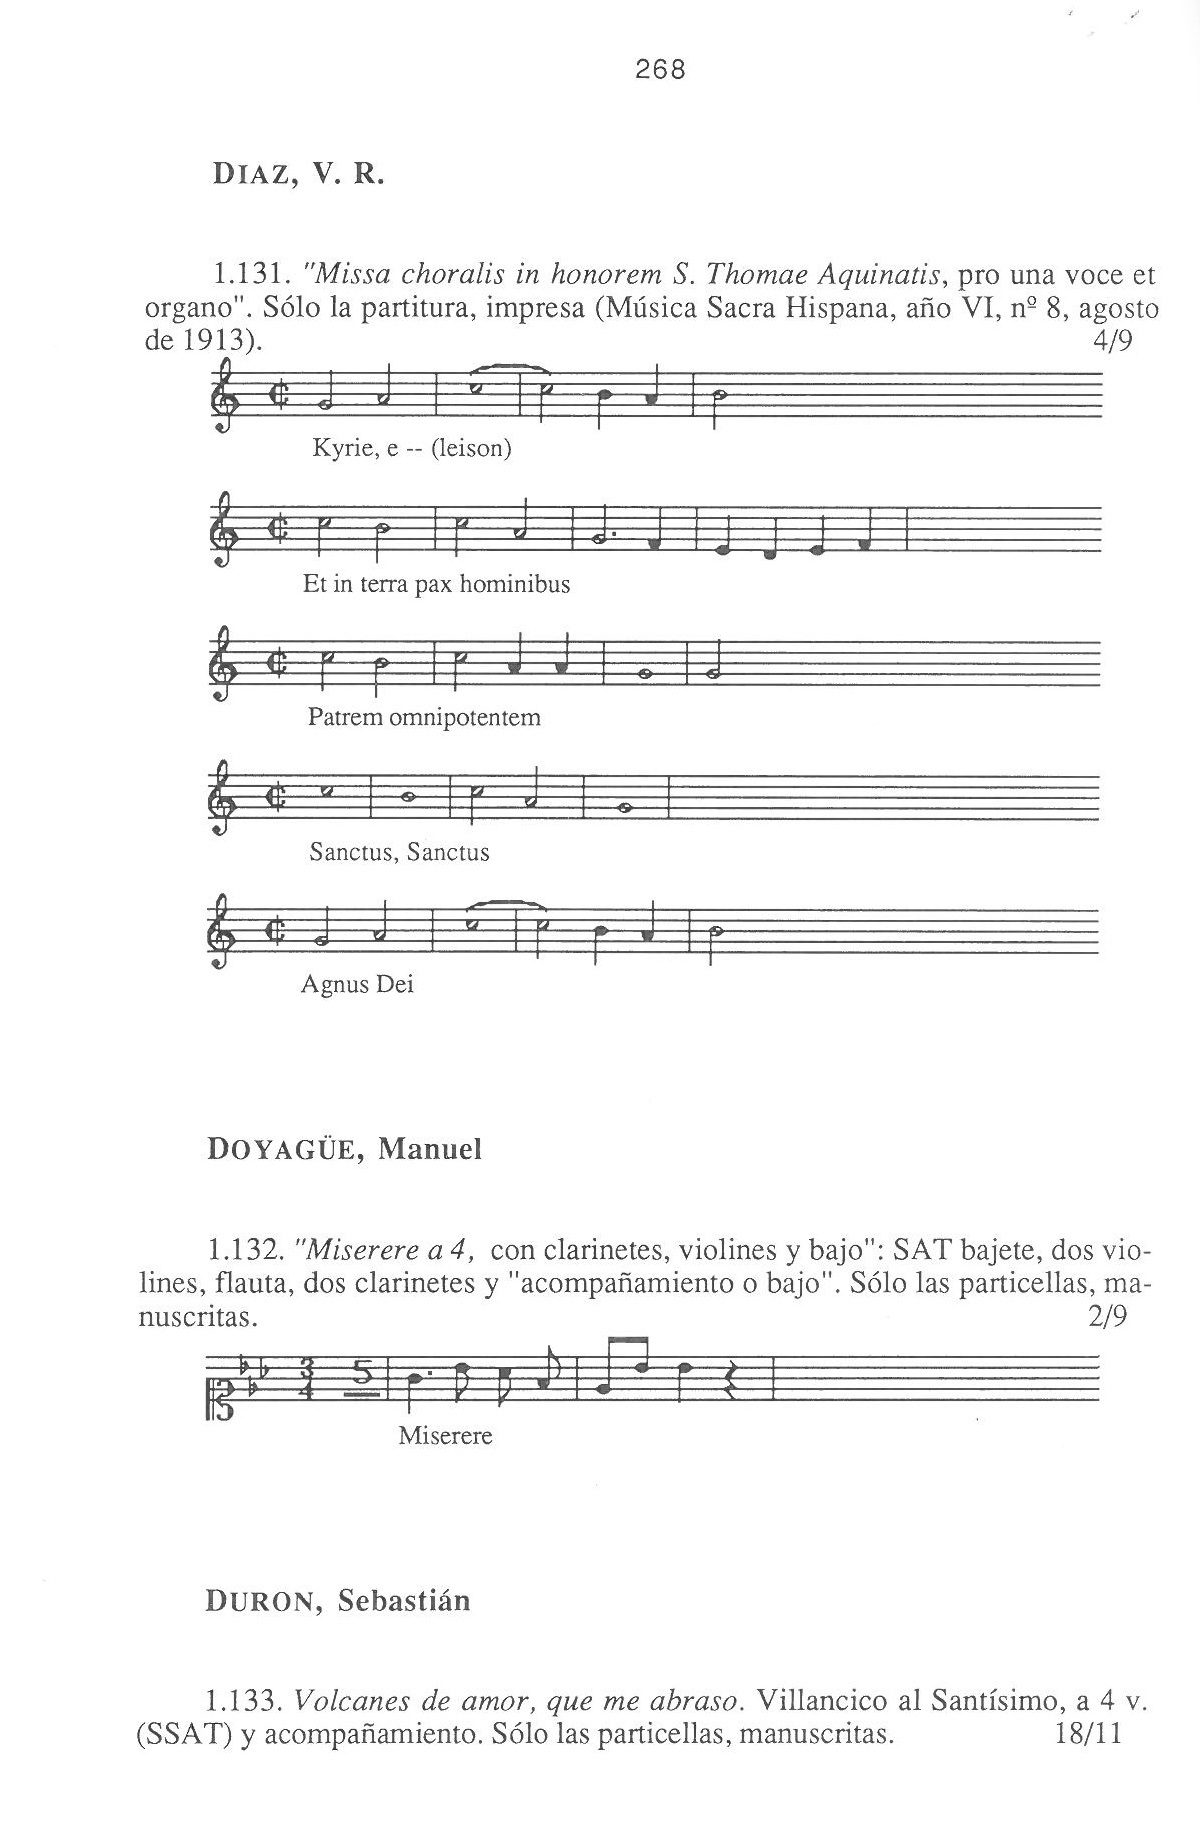 268
DIAZ, V. R.
1.131. "Missa choralis in honorem S. Thomae Aquinatis, pro una voce et
organo". Sólo la partitura, impresa (Música Sacra Hispana, año VI, nº 8, agosto
de 1913). 4/9
Kyrie, e -- (leison)
Et in terra pax hominibus
Patrem omnipotentem
Sanctus, Sanctus
Agnus Dei
DOYAGÜE, Manuel
1.132. "Miserere a 4, con clarinetes, violines y bajo": SAT bajete, dos vio-
lines, flauta, dos clarinetes y "acompañamiento o bajo". Sólo las particellas, ma-
nuscritas. 2/9
3/4 5
Miserere
DURON, Sebastián
1.133. Volcanes de amor, que me abraso. Villancico al Santísimo, a 4 v.
(SSAT) y acompañamiento. Sólo las particellas, manuscritas. 18/11